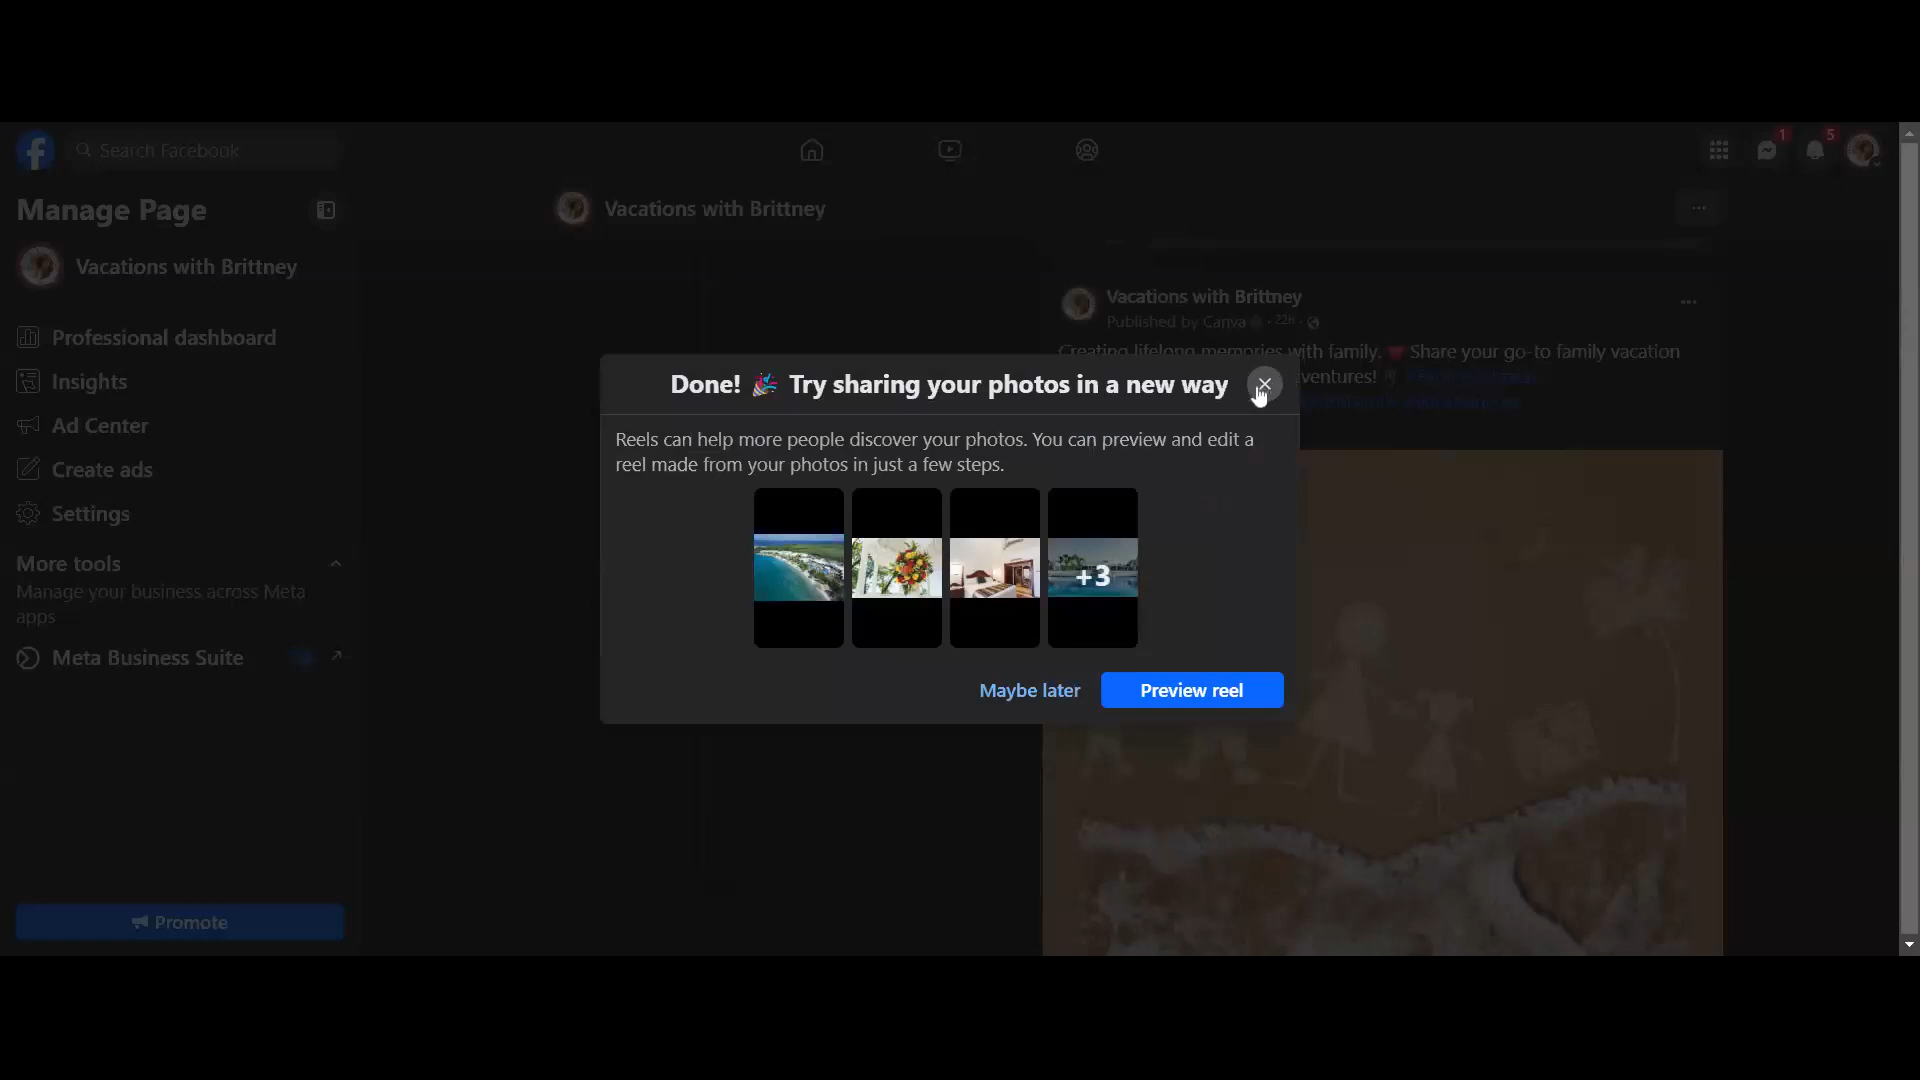 Search Facebook
1
5
Manage Page
Vacations with Brittney
Vacations with Brittney
Professional dashboard
Insights
Ad Center
Create ads
Settings
More tools
Manage your business across Meta
apps
Meta Business Suite
Promote
Vacations with Brittney
Published by Canva · 22h ·
Creating lifelong memories with family. Share your go-to family vacation
ventures!
Done! 🎉 Try sharing your photos in a new way
Reels can help more people discover your photos. You can preview and edit a
reel made from your photos in just a few steps.
+3
Maybe later
Preview reel